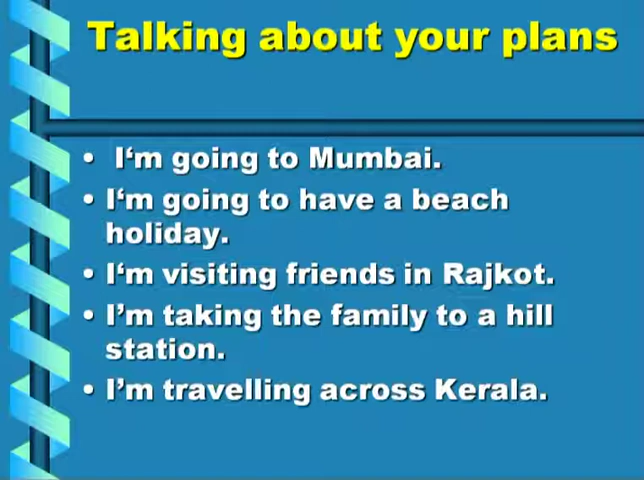 Talking about your plans
• I‘m going to Mumbai.
• I‘m going to have a beach
holiday.
• I‘m visiting friends in Rajkot.
• I’m taking the family to a hill
station.
• I’m travelling across Kerala.